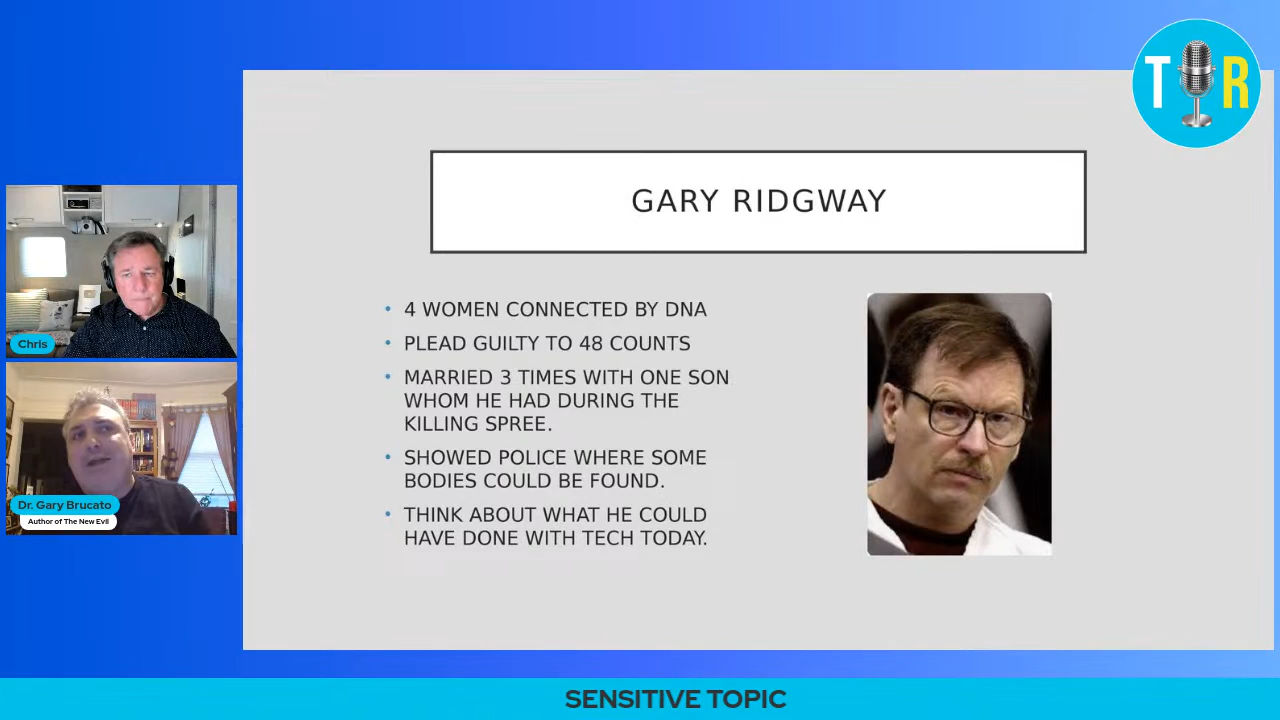 T R
GARY RIDGWAY
• 4 WOMEN CONNECTED BY DNA
• PLEAD GUILTY TO 48 COUNTS
• MARRIED 3 TIMES WITH ONE SON
WHOM HE HAD DURING THE
KILLING SPREE.
• SHOWED POLICE WHERE SOME
BODIES COULD BE FOUND.
• THINK ABOUT WHAT HE COULD
HAVE DONE WITH TECH TODAY.
Chris
Dr. Gary Brucato
Author of The New Evil
SENSITIVE TOPIC